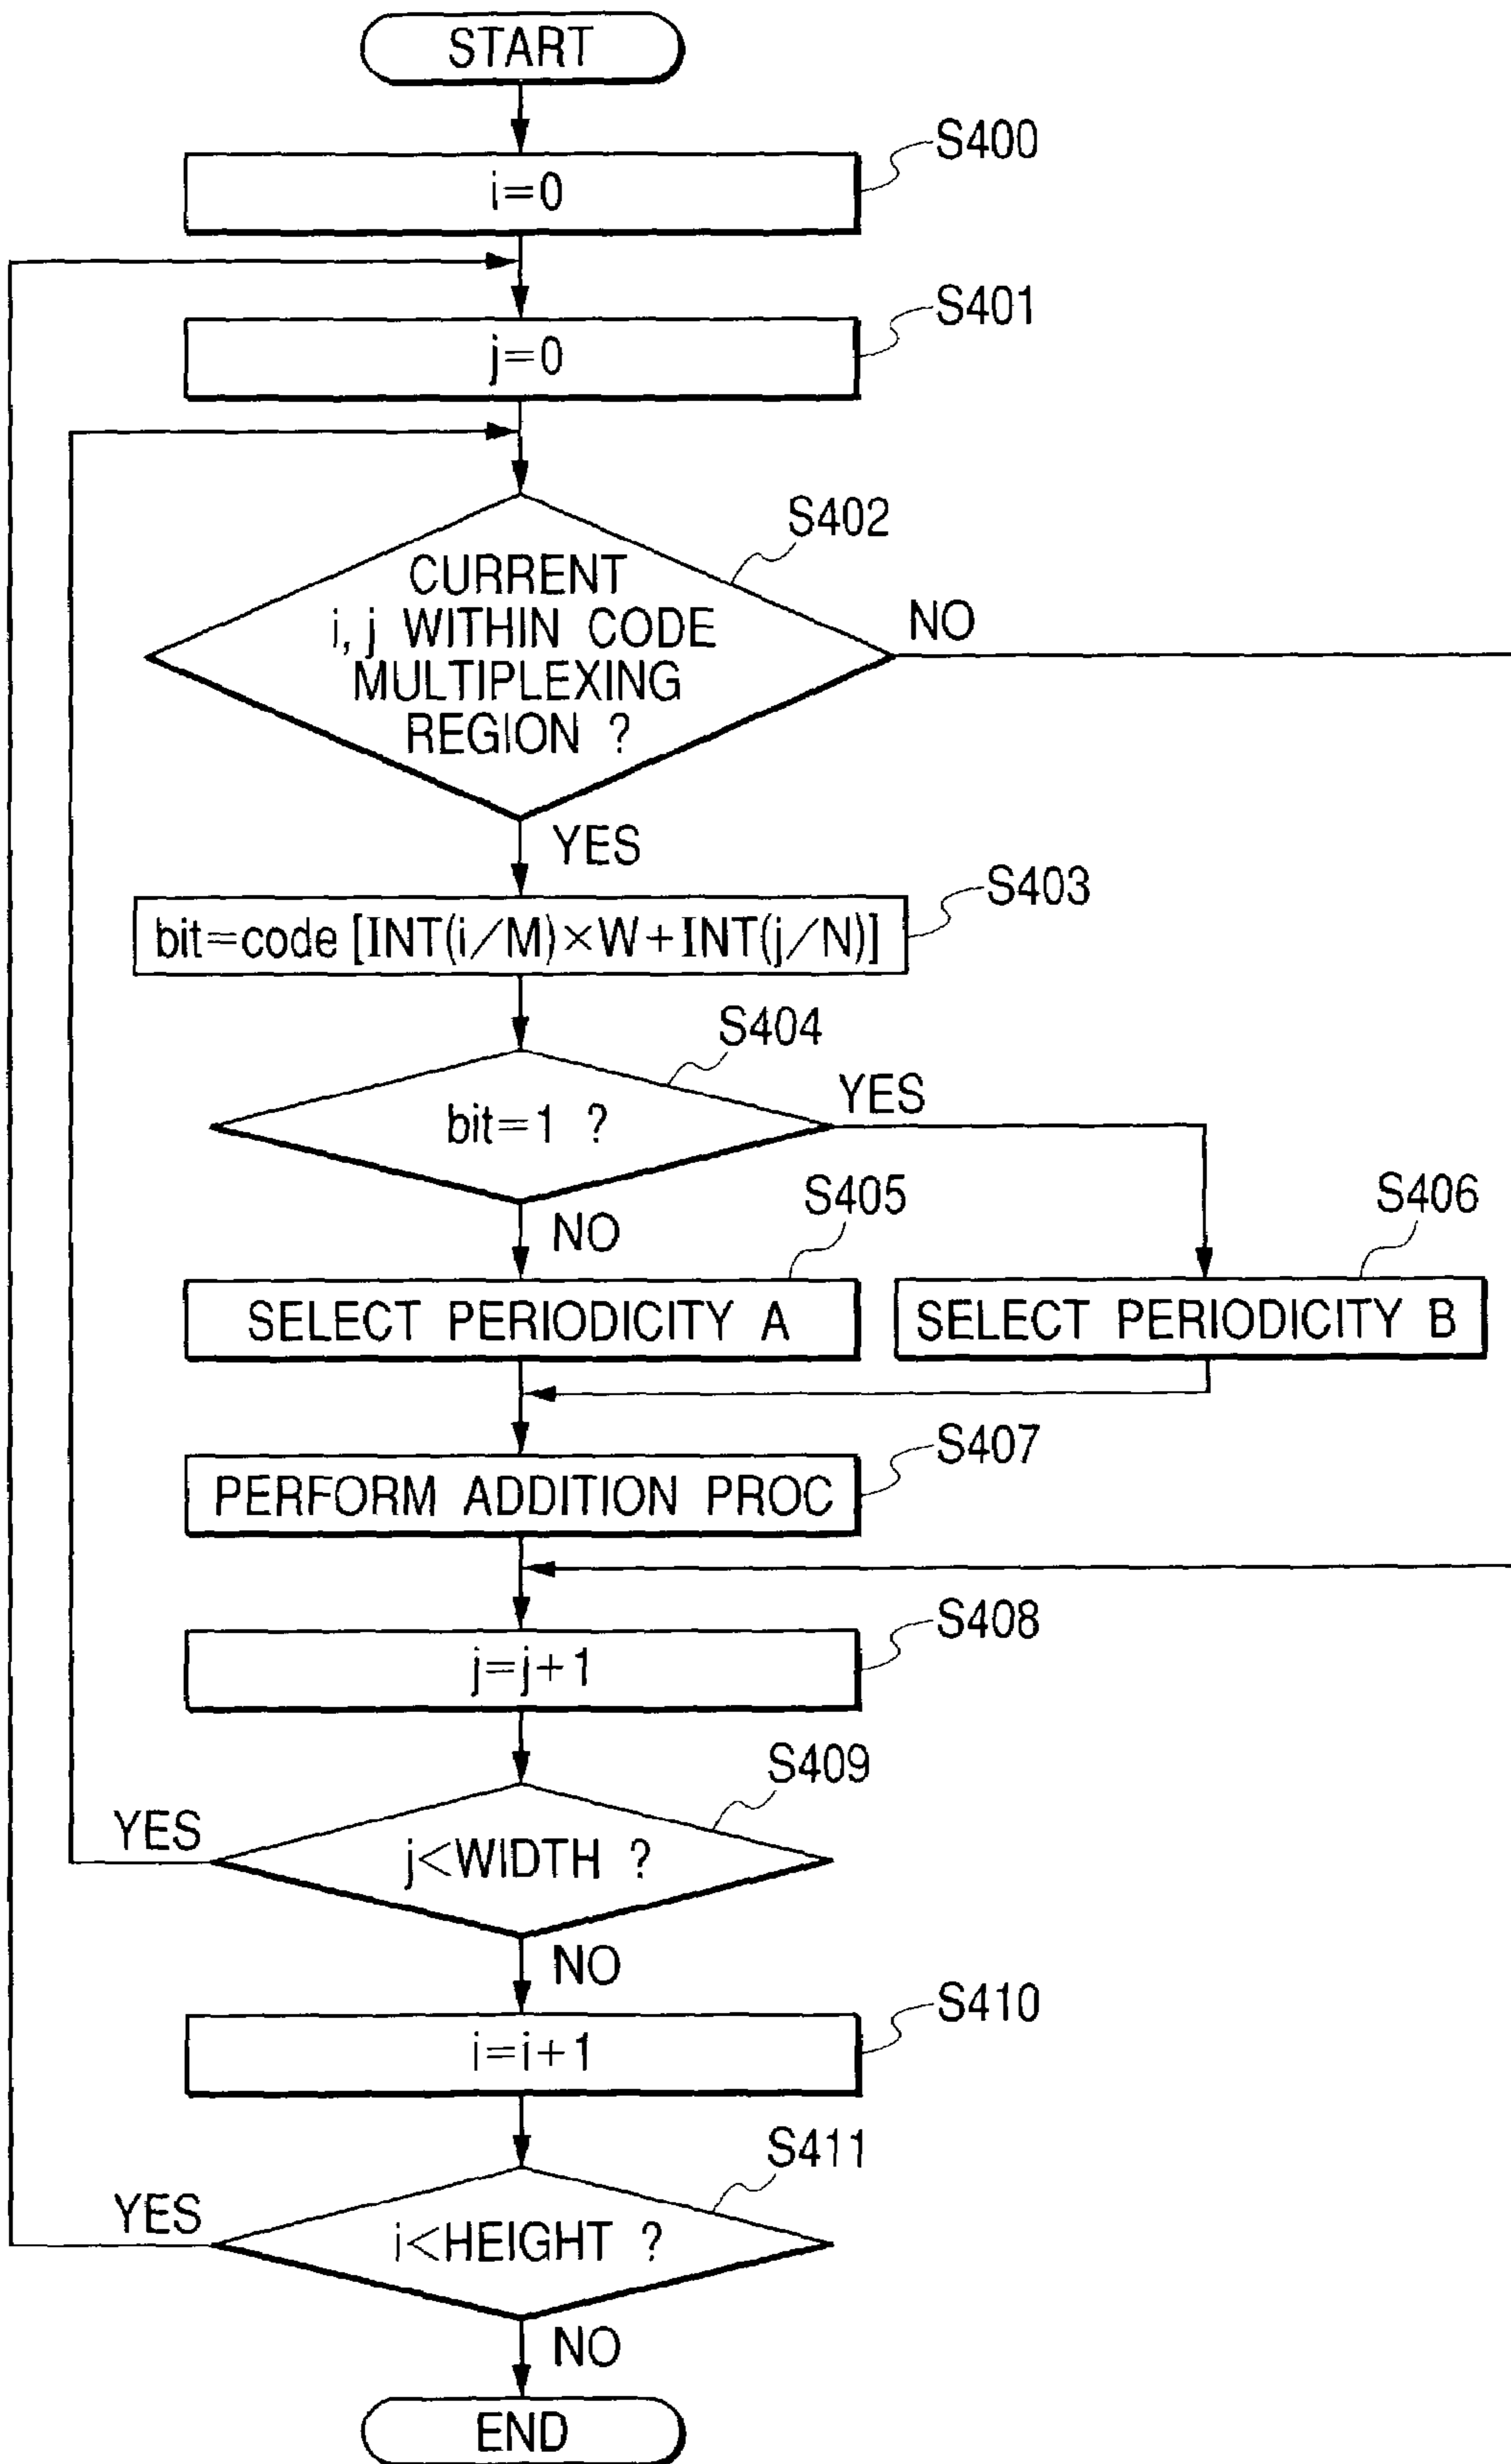 START
S400
i=0
S401
j=0
S402
CURRENT
i, j WITHIN CODE
MULTIPLEXING
REGION ?
NO
YES
S403
bit=code [INT(i/M)×W+INT(j/N)]
S404
bit=1 ?
YES
NO
S405
SELECT PERIODICITY A
S406
SELECT PERIODICITY B
S407
PERFORM ADDITION PROC
S408
j=j+1
S409
j<WIDTH ?
YES
NO
S410
i=i+1
S411
i<HEIGHT ?
YES
NO
END